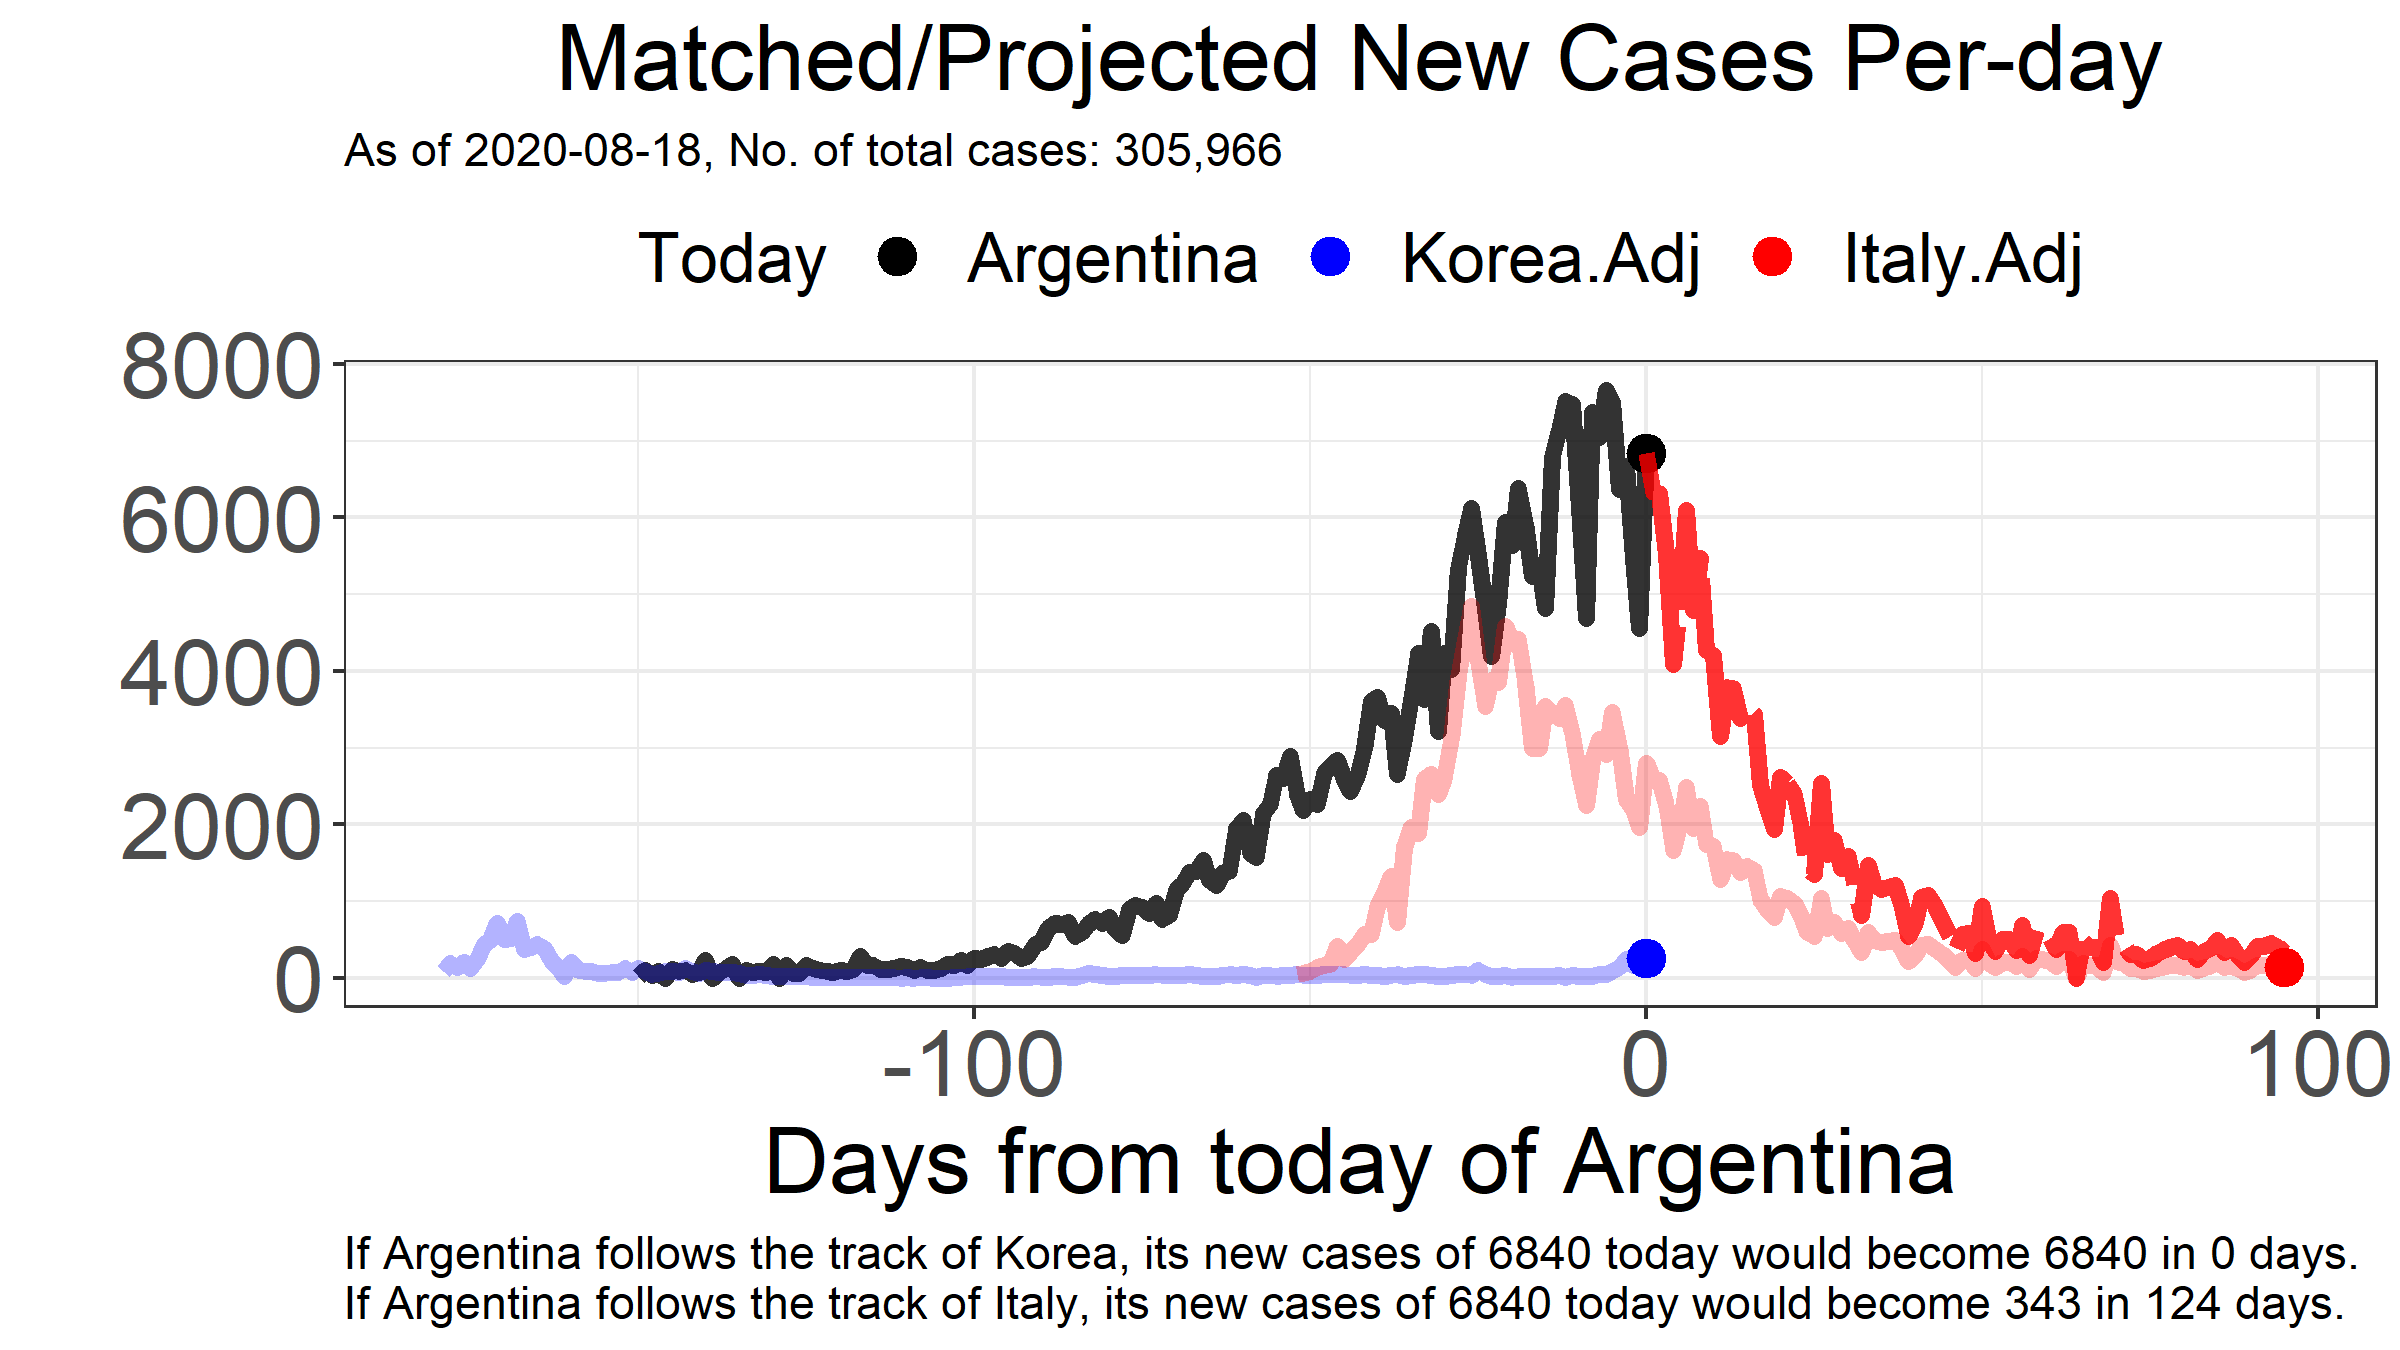 Matched/Projected New Cases Per-day
As of 2020-08-18, No. of total cases: 305,966
Today Argentina Korea.Adj Italy.Adj
8000
6000
4000
2000
0
-100 0 100
Days from today of Argentina
If Argentina follows the track of Korea, its new cases of 6840 today would become 6840 in 0 days.
If Argentina follows the track of Italy, its new cases of 6840 today would become 343 in 124 days.